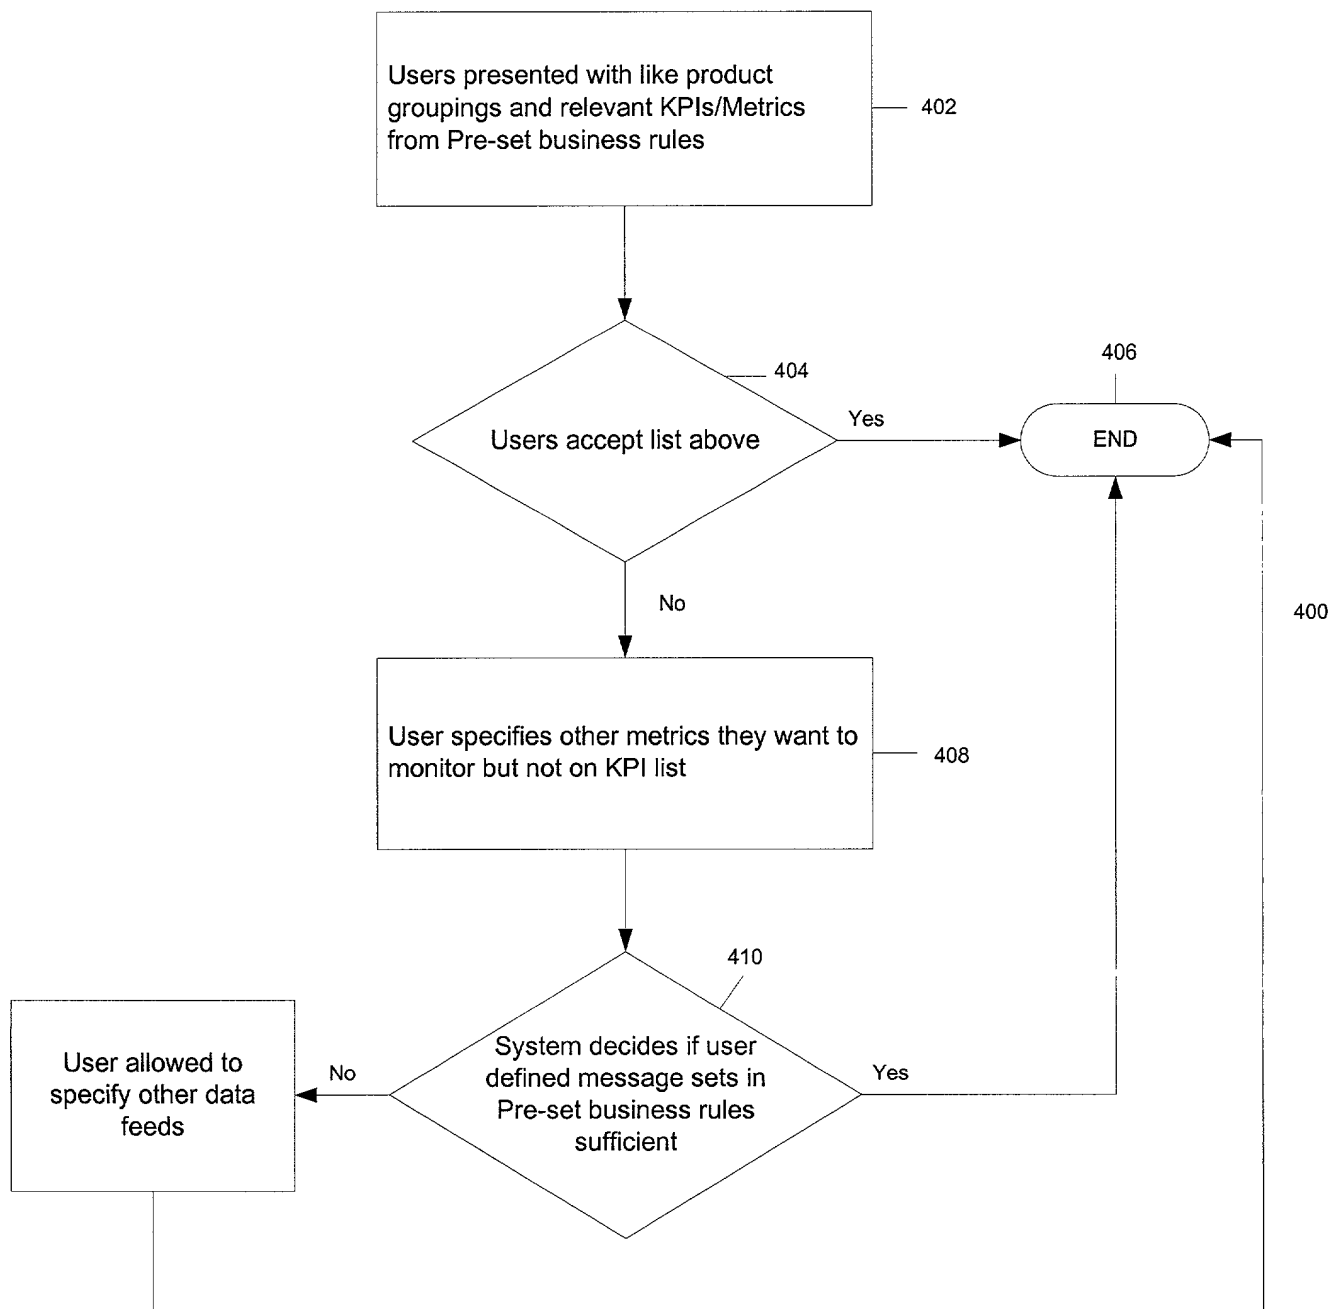 Users presented with like product
groupings and relevant KPIs/Metrics
from Pre-set business rules
402
404
406
Users accept list above
Yes
END
No
400
User specifies other metrics they want to
monitor but not on KPI list
408
410
System decides if user
defined message sets in
Pre-set business rules
sufficient
Yes
No
User allowed to
specify other data
feeds